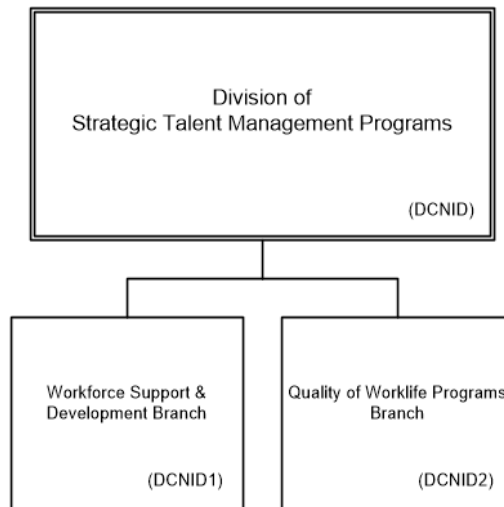 Division of
Strategic Talent Management Programs
(DCNID)
Workforce Support &
Development Branch
(DCNID1)
Quality of Worklife Programs
Branch
(DCNID2)